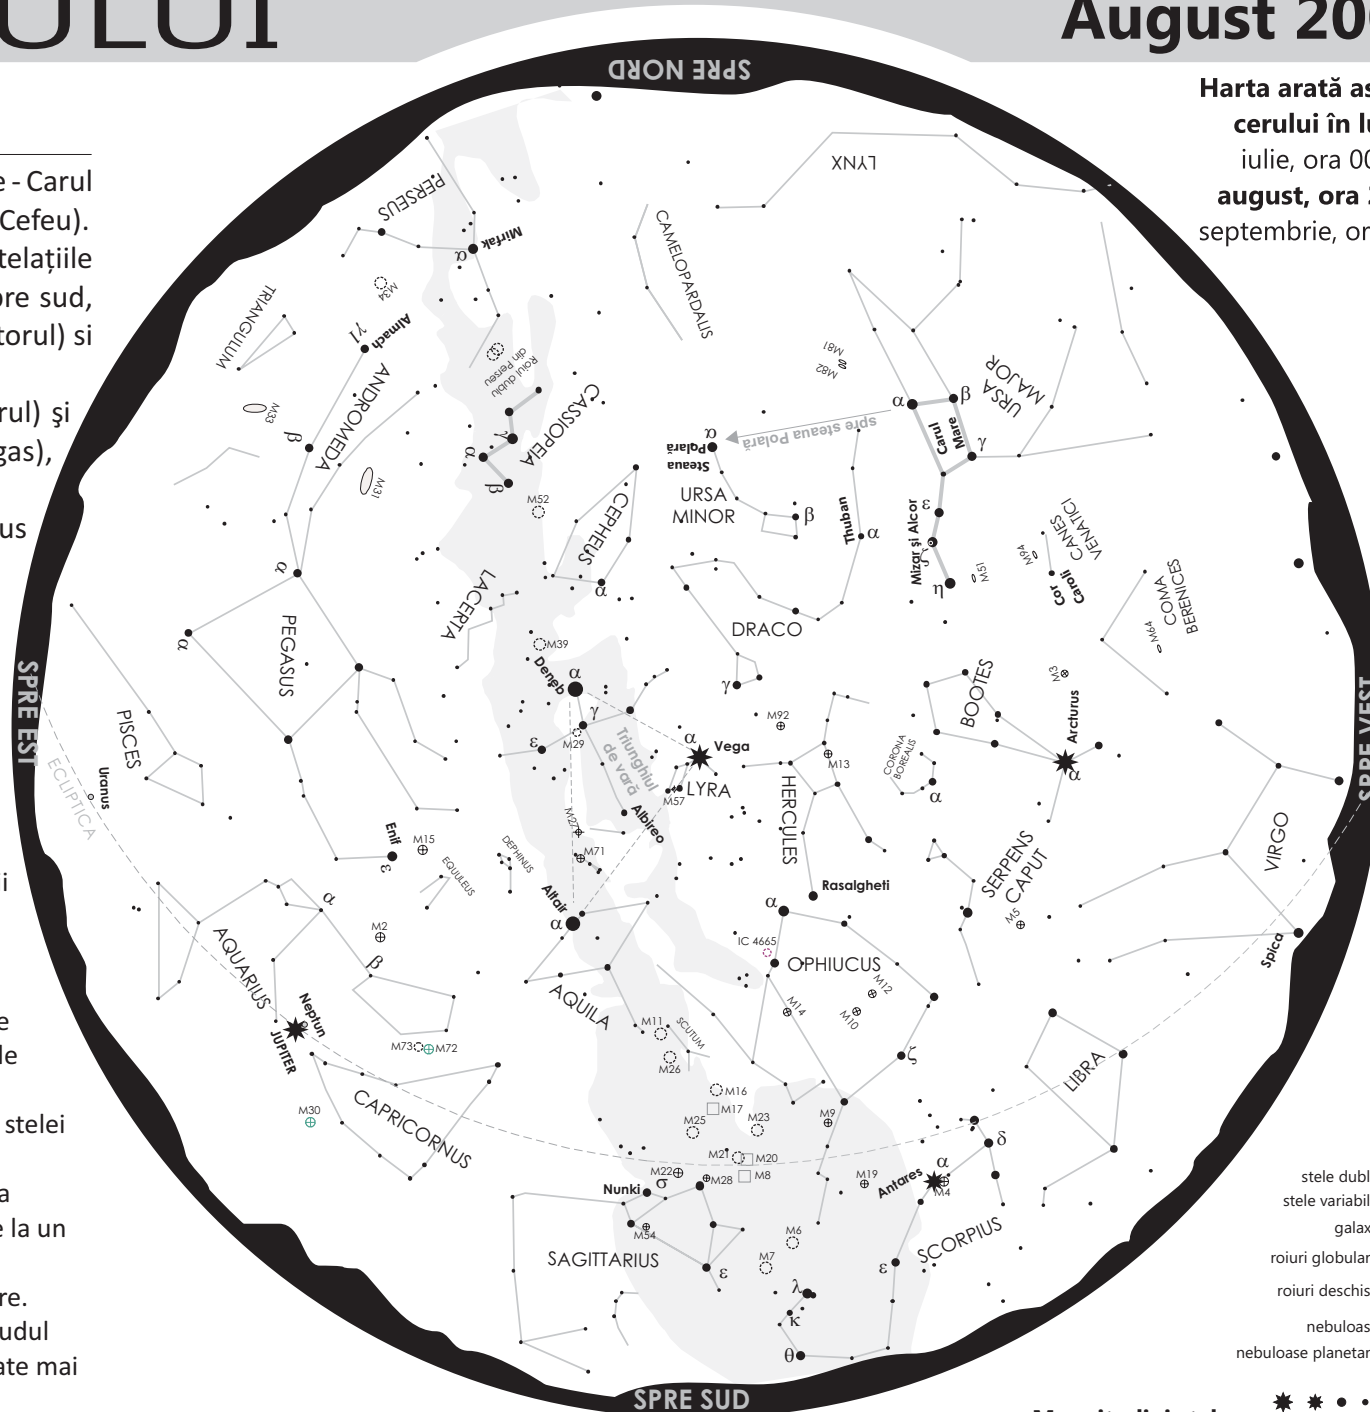 ULUI
August 20
Harta arată as
cerului în lu
iulie, ora 00
august, ora
septembrie, or
e - Carul
Cefeu).
telațiile
ore sud,
torul) si
rul) şi
gas),
us
ii
e
le
stelei
a
e la un
re.
udul
ate mai
SPRE NORD
LYNX
PERSEUS
Mirfak
α
CAMELOPARDALIS
M34
TRIANGULUM
γ1
Almach
M33
ANDROMEDA
β
M31
α
Roiul dublu
din Perseu
CASSIOPEIA
γ
α
β
M52
M81
M82
URSA
MAJOR
α
β
γ
Carul
Mare
spre steaua Polară
α
Steaua
Polară
URSA
MINOR
β
Thuban
α
Mizar şi Alcor
ε
ζ
η
M51
M94
CANES
VENATICI
Cor
Caroli
COMA
BERENICES
M64
CEPHEUS
α
LACERTA
DRACO
γ
PEGASUS
α
M39
Deneb
α
γ
ε
M29
Triunghiul
de vară
α
Vega
LYRA
M57
M92
M13
HERCULES
CORONA
BOREALIS
α
BOOTES
M3
Arcturus
α
SPRE EST
SPRE VEST
PISCES
Uranus
ECLIPTICA
Enif
ε
M15
EQUULEUS
DEPHINUS
M27
M71
Albireo
Altair
α
Rasalgheti
α
SERPENS
CAPUT
M5
VIRGO
Spica
α
M2
β
AQUARIUS
Neptun
JUPITER
M73
M72
M30
CAPRICORNUS
AQUILA
M11
M26
SCUTUM
IC 4665
OPHIUCUS
M12
M10
M14
ζ
LIBRA
M16
M17
M25
M23
M9
M21
M20
M22
M28
M8
M19
Antares
α
M4
δ
Nunki
σ
M54
SAGITTARIUS
ε
M6
M7
λ
κ
θ
ε
SCORPIUS
SPRE SUD
stele dubl
stele variabil
galax
roiuri globular
roiuri deschis
nebuloas
nebuloase planetar